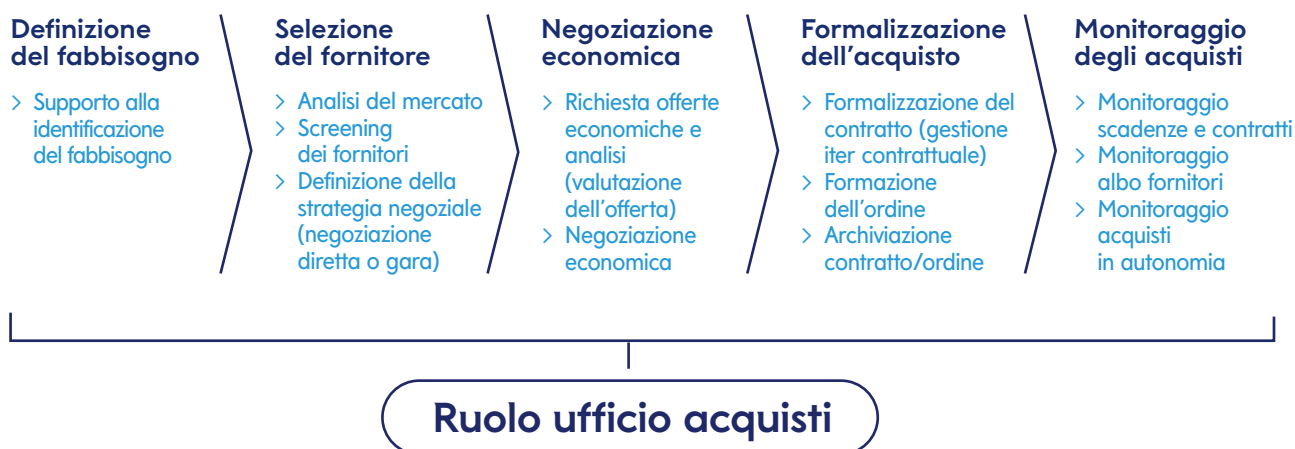 Definizione
del fabbisogno
> Supporto alla
identificazione
del fabbisogno
Selezione
del fornitore
> Analisi del mercato
> Screening
dei fornitori
> Definizione della
strategia negoziale
(negoziazione
diretta o gara)
Negoziazione
economica
> Richiesta offerte
economiche e
analisi
(valutazione
dell'offerta)
> Negoziazione
economica
Formalizzazione
dell'acquisto
> Formalizzazione del
contratto (gestione
iter contrattuale)
> Formazione
dell'ordine
> Archiviazione
contratto/ordine
Monitoraggio
degli acquisti
> Monitoraggio
scadenze e contratti
> Monitoraggio
albo fornitori
> Monitoraggio
acquisti
in autonomia
Ruolo ufficio acquisti